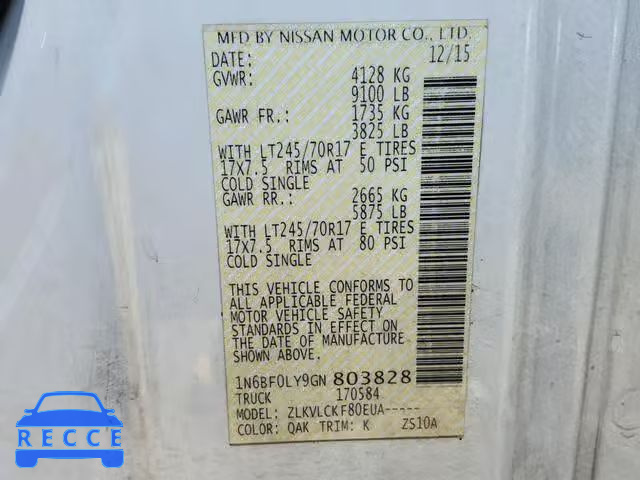 MFD BY NISSAN MOTOR CO., LTD.
DATE: 12/15
GVWR: 4128 KG
9100 LB
GAWR FR.: 1735 KG
3825 LB
WITH LT245/70R17 E TIRES
17X7.5 RIMS AT 50 PSI
COLD SINGLE
GAWR RR.: 2665 KG
5875 LB
WITH LT245/70R17 E TIRES
17X7.5 RIMS AT 80 PSI
COLD SINGLE
THIS VEHICLE CONFORMS TO
ALL APPLICABLE FEDERAL
MOTOR VEHICLE SAFETY
STANDARDS IN EFFECT ON
THE DATE OF MANUFACTURE
SHOWN ABOVE.
1N6BF0LY9GN 803828
TRUCK 170584
MODEL: ZLKVLCKF80EUA-----
COLOR: QAK TRIM: K ZS10A
RECCE